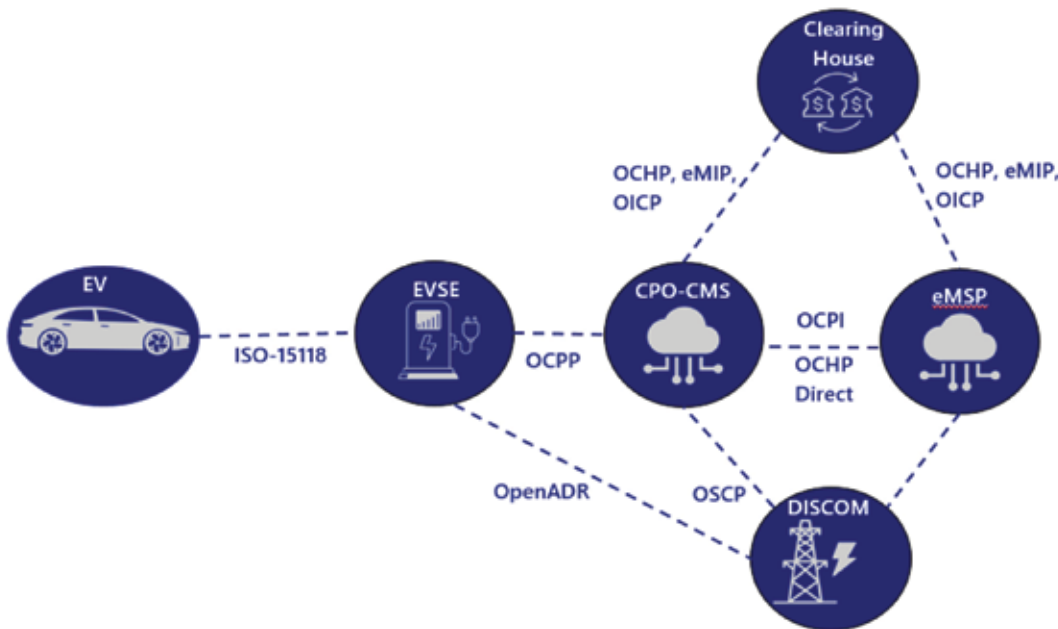 Clearing
House
$ $
OCHP, eMIP,
OICP
OCHP, eMIP,
OICP
EV
EVSE
CPO-CMS
eMSP
ISO-15118
OCPP
OCPI
OCHP
Direct
OpenADR
OSCP
DISCOM